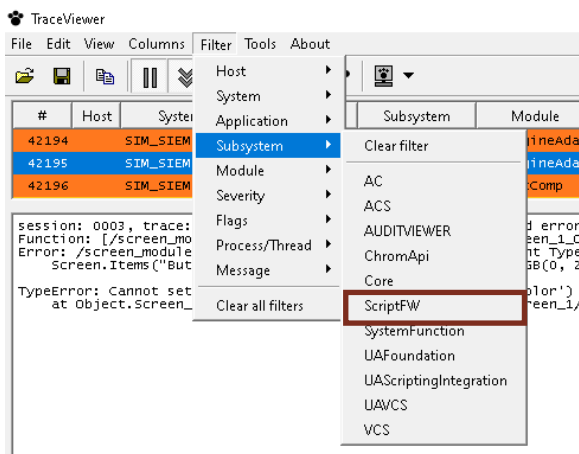 TraceViewer
File Edit View Columns Filter Tools About
# Host Subsystem Module
42194 SIM_SIEM
42195 SIM_SIEM
42196 SIM_SIEM
Host
System
Application
Subsystem
Module
Severity
Flags
Process/Thread
Message
Clear all filters
Clear filter
AC
ACS
AUDITVIEWER
ChromApi
Core
ScriptFW
SystemFunction
UAFoundation
UAScriptingIntegration
UAVCS
VCS
session: 0003, trace:
Function: [/screen_mo
Error: /screen_module
Screen.Items("But
TypeError: Cannot set
at Object.Screen_